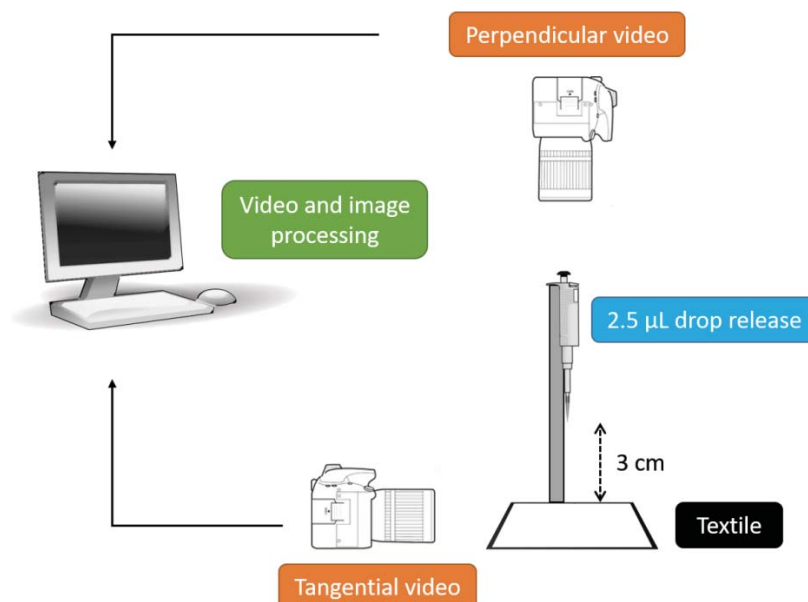 Perpendicular video
Video and image
processing
2.5 µL drop release
3 cm
Textile
Tangential video